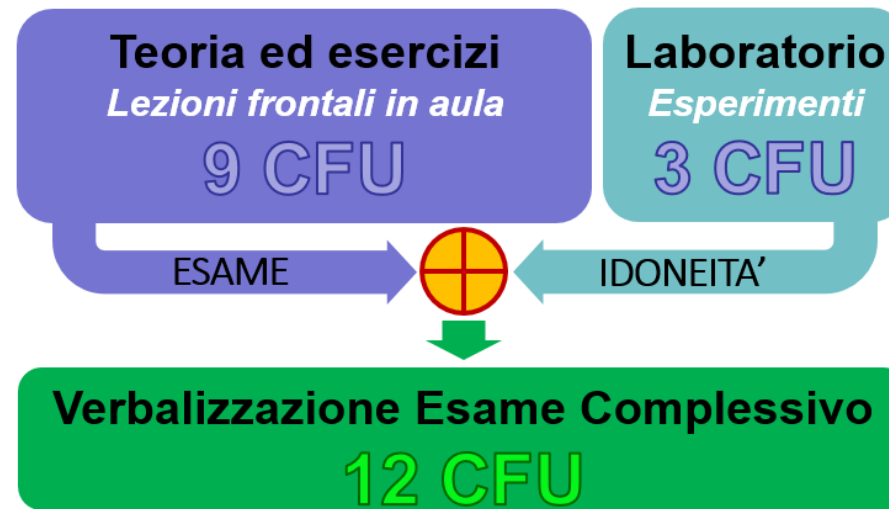 Teoria ed esercizi
Lezioni frontali in aula
9 CFU
Laboratorio
Esperimenti
3 CFU
ESAME
IDONEITA’
Verbalizzazione Esame Complessivo
12 CFU